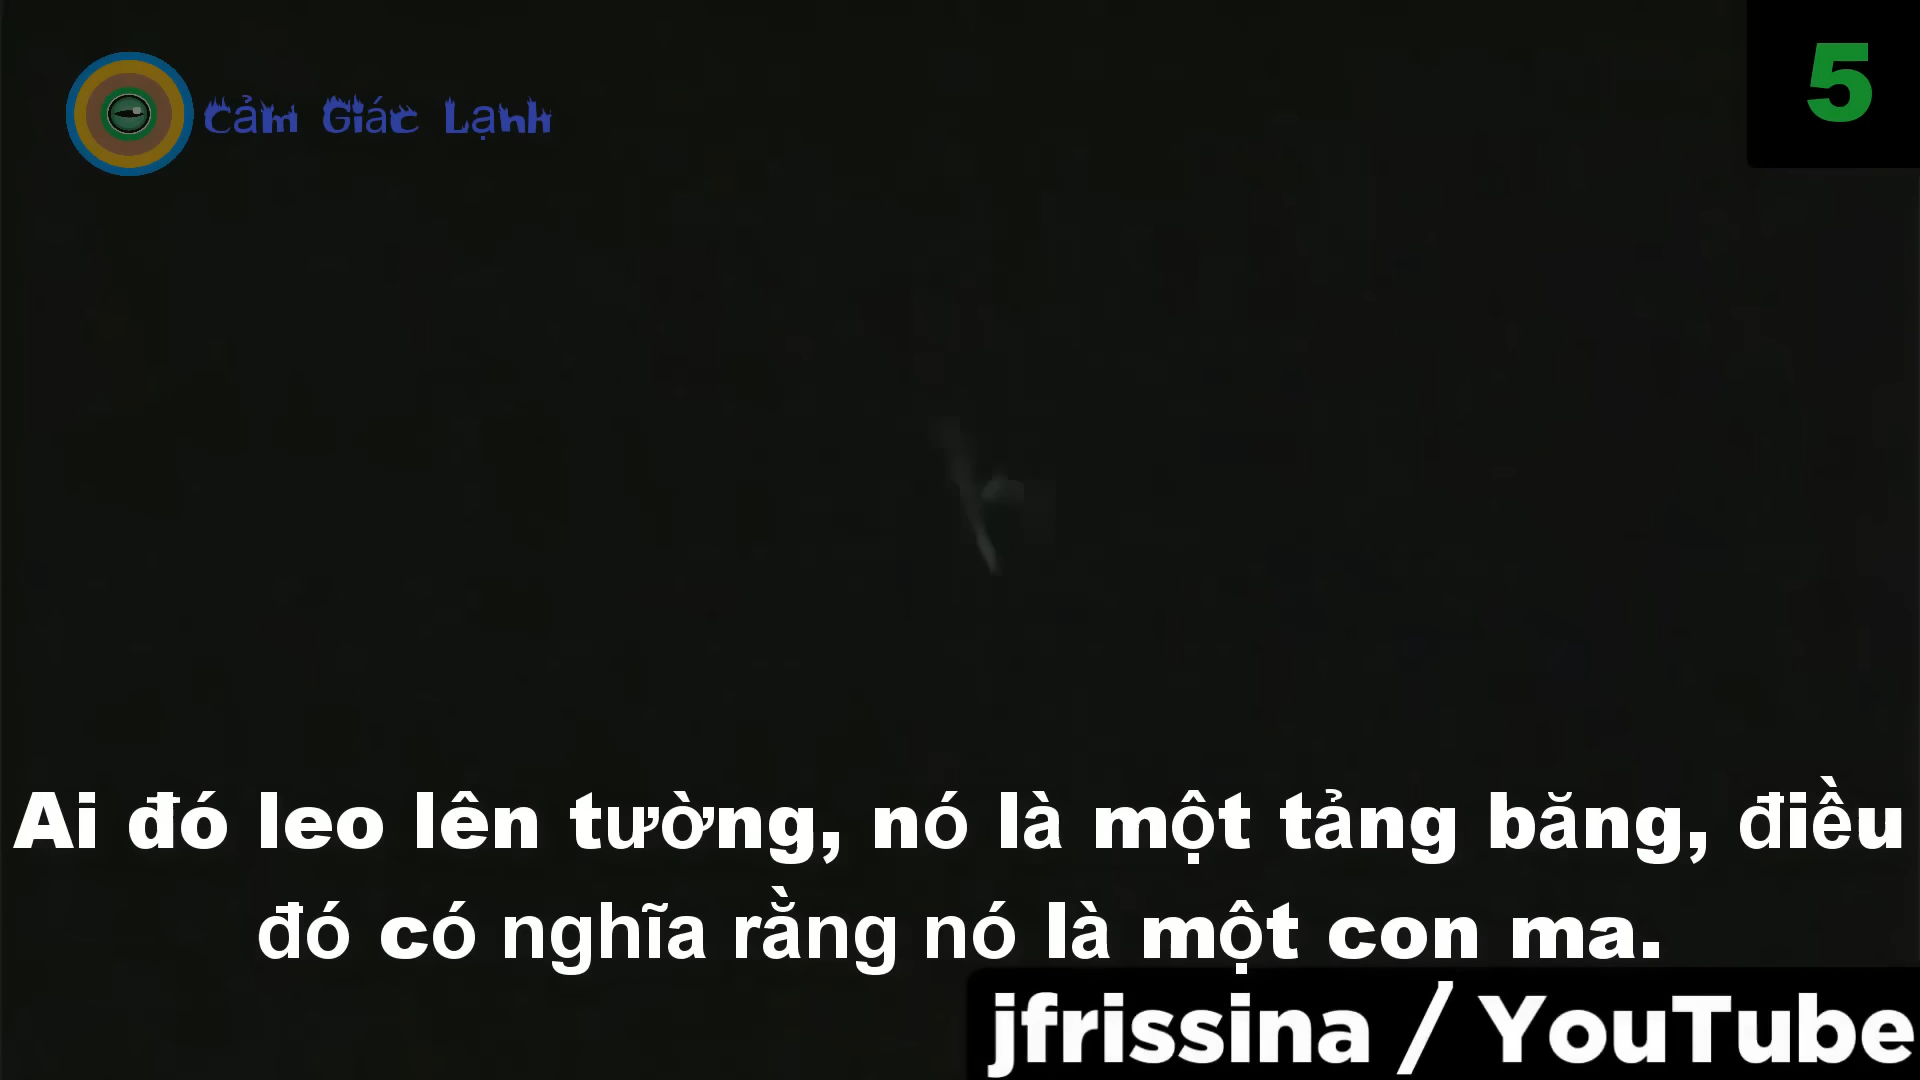 Cảm Giác Lạnh
5
Ai đó leo lên tường, nó là một tảng băng, điều
đó có nghĩa rằng nó là một con ma.
jfrissina / YouTube